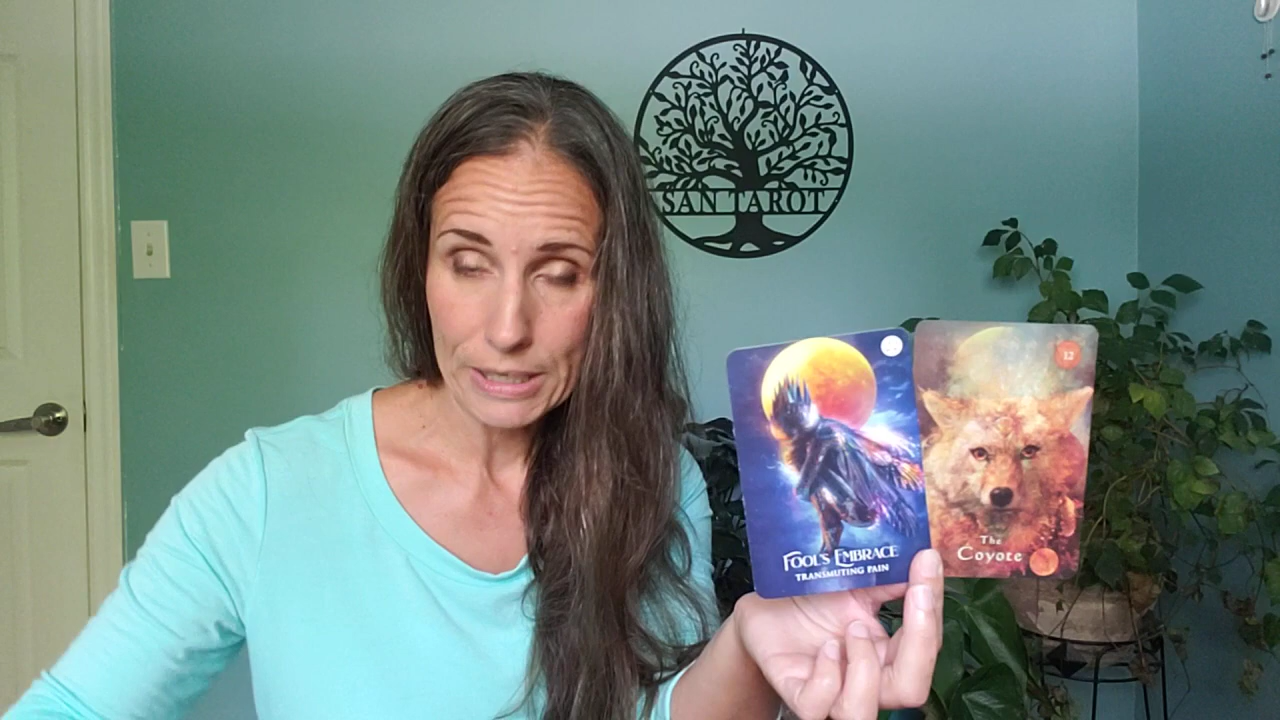 SAN TAROT
FOOL'S EMBRACE
TRANSMUTING PAIN
12
The
Coyote